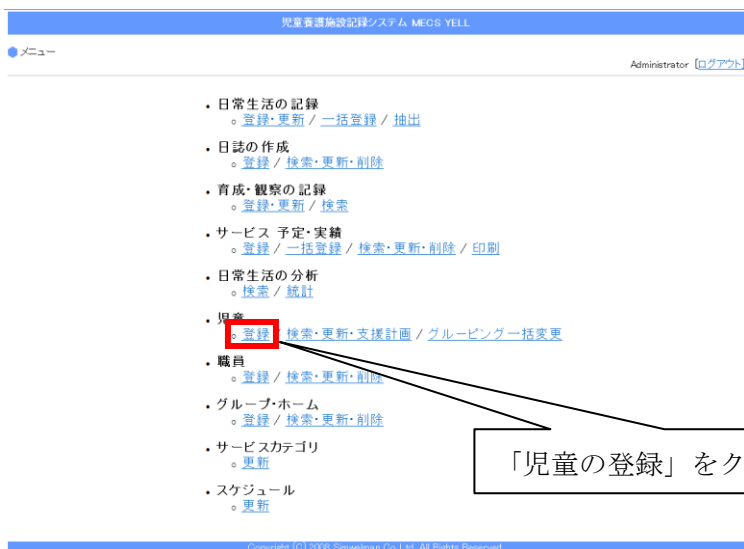 児童養護施設記録システム MECS YELL
メニュー
Administrator [ログアウト]
• 日常生活の記録
○ 登録・更新 / 一括登録 / 抽出
• 日誌の作成
○ 登録 / 検索・更新・削除
• 育成・観察の記録
○ 登録・更新 / 検索
• サービス 予定・実績
○ 登録 / 一括登録 / 検索・更新・削除 / 印刷
• 日常生活の分析
○ 検索 / 統計
• 児童
○ 登録 / 検索・更新・支援計画 / グルーピング一括変更
• 職員
○ 登録 / 検索・更新・削除
• グループ・ホーム
○ 登録 / 検索・更新・削除
• サービスカテゴリ
○ 更新
「児童の登録」をク
• スケジュール
○ 更新
Copyright (C) 2008 Simwelman Co.,Ltd. All Rights Reserved